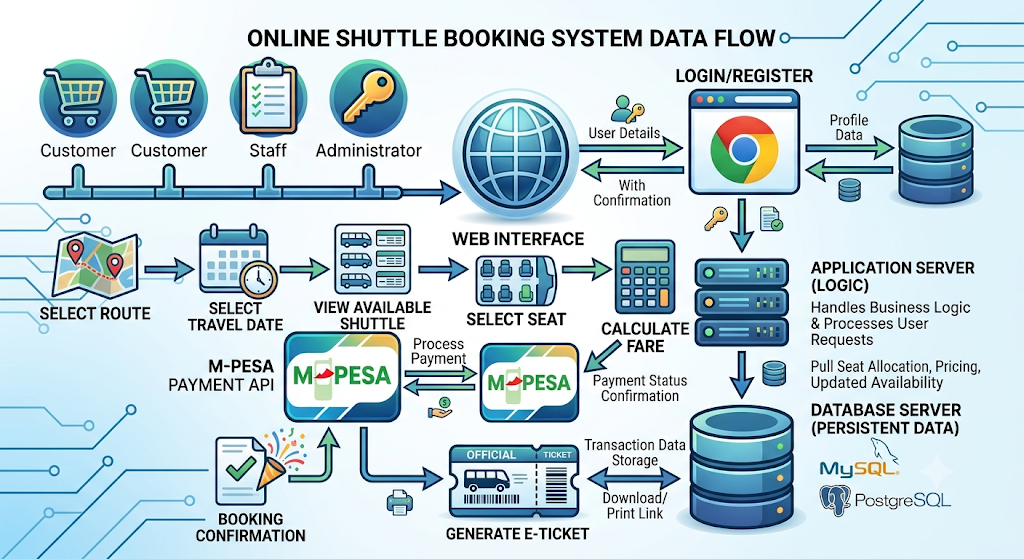 ONLINE SHUTTLE BOOKING SYSTEM DATA FLOW
Customer
Customer
Staff
Administrator
User Details
With
Confirmation
LOGIN/REGISTER
Profile
Data
WEB INTERFACE
SELECT ROUTE
SELECT
TRAVEL DATE
VIEW AVAILABLE
SHUTTLE
SELECT SEAT
CALCULATE
FARE
APPLICATION SERVER
(LOGIC)
Handles Business Logic
& Processes User
Requests
Pull Seat Allocation, Pricing,
Updated Availability
M-PESA
PAYMENT API
M-PESA
Process
Payment
M-PESA
Payment Status
Confirmation
DATABASE SERVER
(PERSISTENT DATA)
MySQL®
PostgreSQL
BOOKING
CONFIRMATION
OFFICIAL
TICKET
GENERATE E-TICKET
Transaction Data
Storage
Download/
Print Link